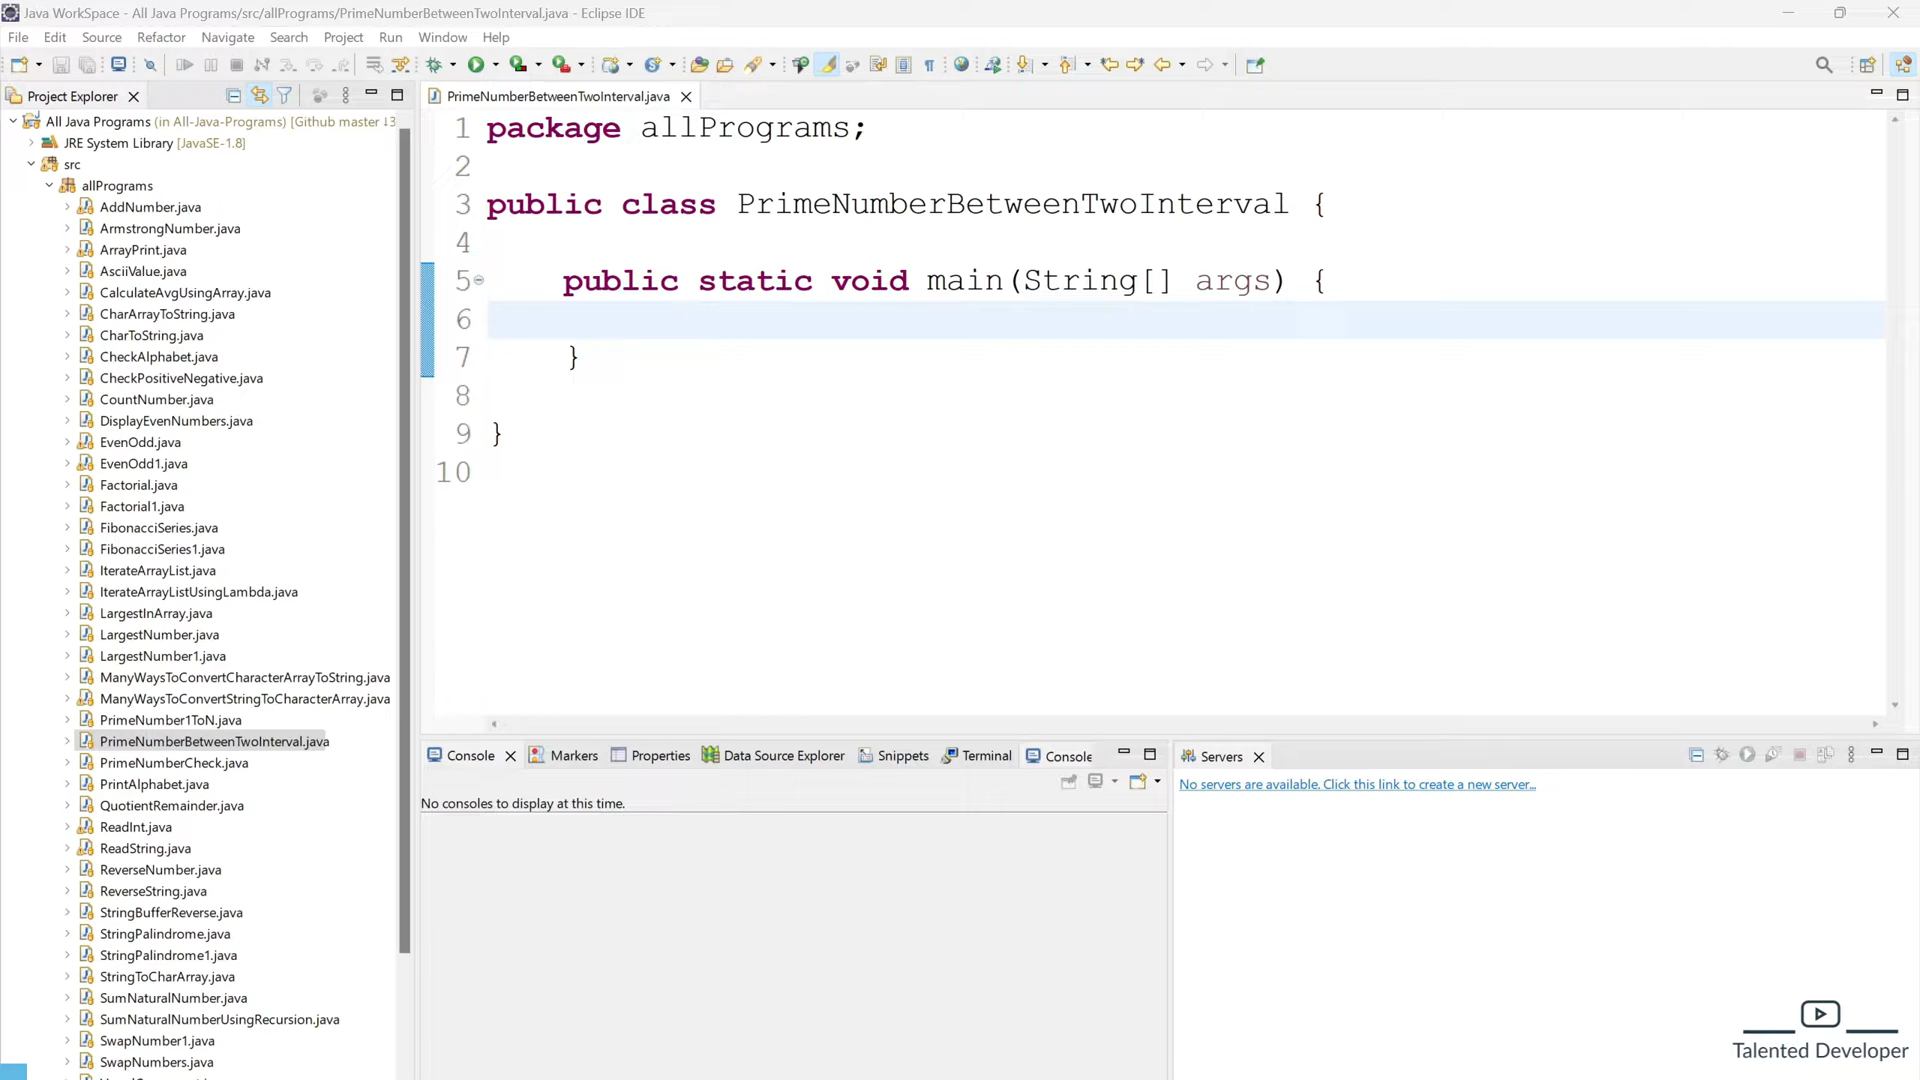 Java WorkSpace - All Java Programs/src/allPrograms/PrimeNumberBetweenTwoInterval.java - Eclipse IDE
File Edit Source Refactor Navigate Search Project Run Window Help
Project Explorer
All Java Programs (in All-Java-Programs) [Github master ↓3
JRE System Library [JavaSE-1.8]
src
allPrograms
AddNumber.java
ArmstrongNumber.java
ArrayPrint.java
AsciiValue.java
CalculateAvgUsingArray.java
CharArrayToString.java
CharToString.java
CheckAlphabet.java
CheckPositiveNegative.java
CountNumber.java
DisplayEvenNumbers.java
EvenOdd.java
EvenOdd1.java
Factorial.java
Factorial1.java
FibonacciSeries.java
FibonacciSeries1.java
IterateArrayList.java
IterateArrayListUsingLambda.java
LargestInArray.java
LargestNumber.java
LargestNumber1.java
ManyWaysToConvertCharacterArrayToString.java
ManyWaysToConvertStringToCharacterArray.java
PrimeNumber1ToN.java
PrimeNumberBetweenTwoInterval.java
PrimeNumberCheck.java
PrintAlphabet.java
QuotientRemainder.java
ReadInt.java
ReadString.java
ReverseNumber.java
ReverseString.java
StringBufferReverse.java
StringPalindrome.java
StringPalindrome1.java
StringToCharArray.java
SumNaturalNumber.java
SumNaturalNumberUsingRecursion.java
SwapNumber1.java
SwapNumbers.java
PrimeNumberBetweenTwoInterval.java
1 package allPrograms;
2
3 public class PrimeNumberBetweenTwoInterval {
4
5 public static void main(String[] args) {
6
7 }
8
9 }
10
Console Markers Properties Data Source Explorer Snippets Terminal Console
No consoles to display at this time.
Servers
No servers are available. Click this link to create a new server...
Talented Developer